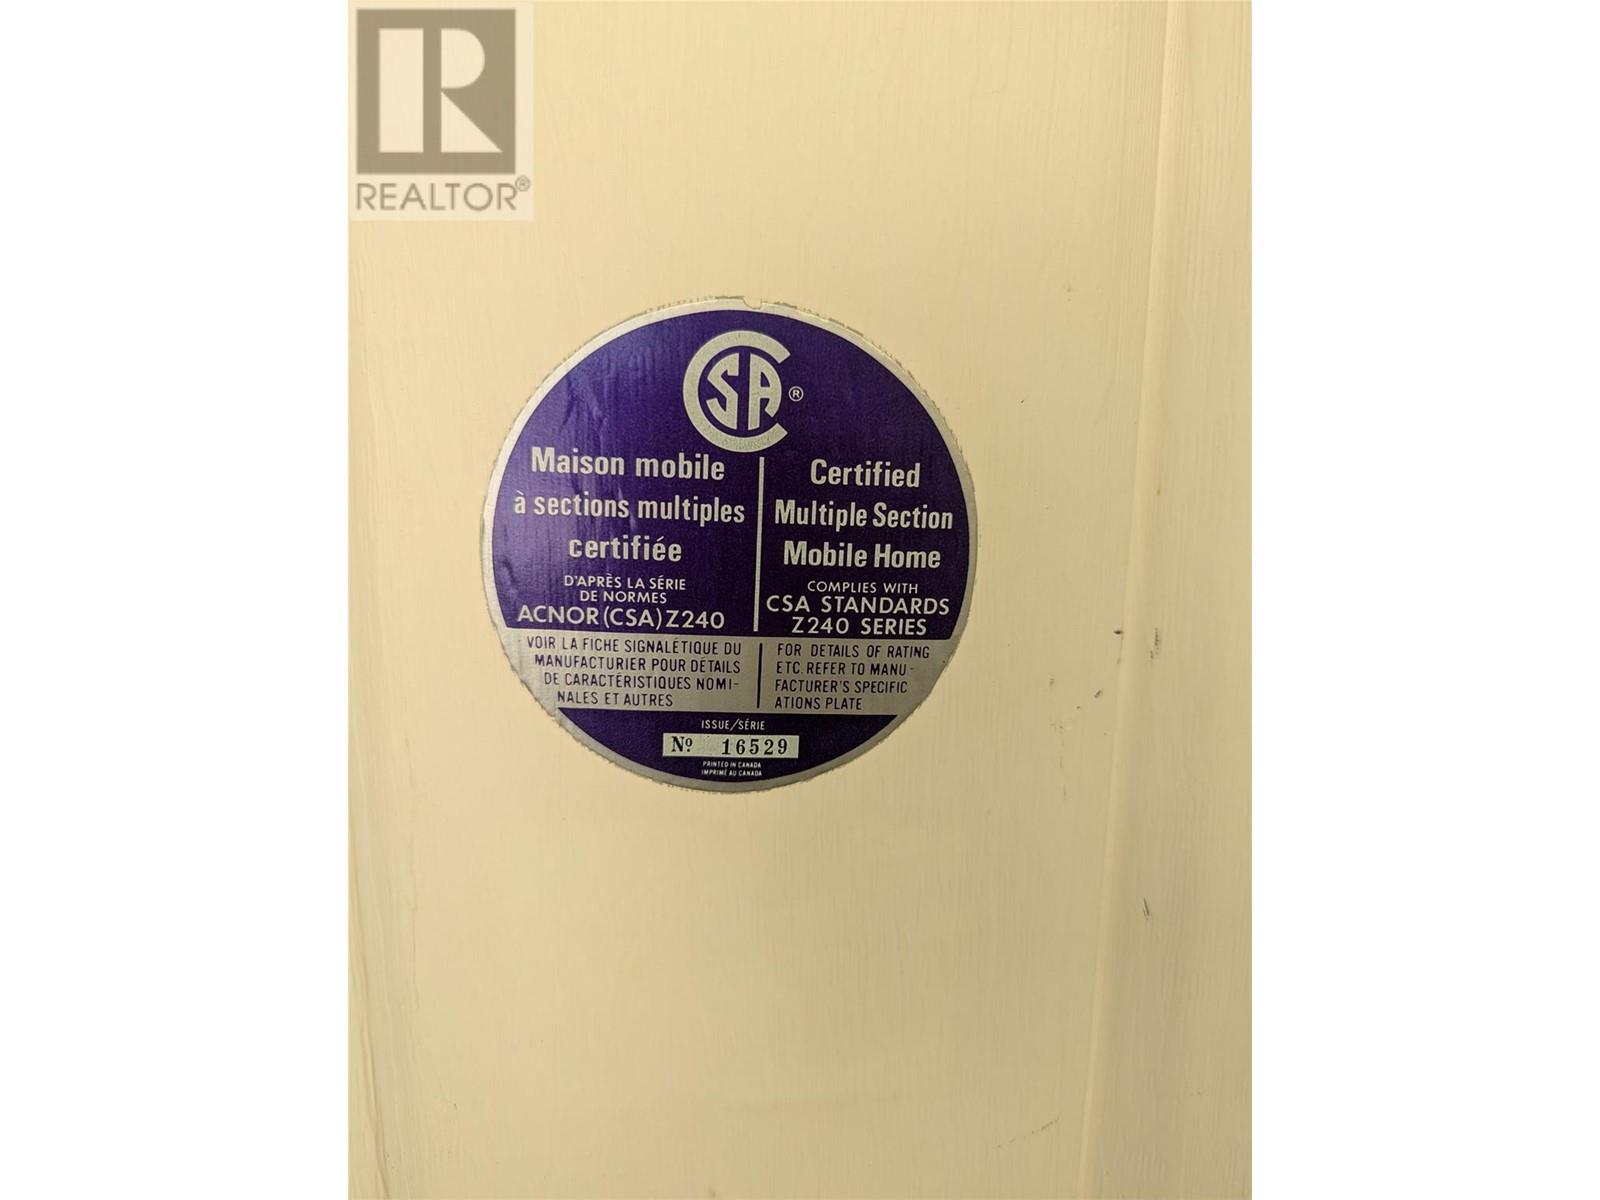 REALTOR®
CSA®
Maison mobile
à sections multiples
certifiée
D'APRÈS LA SÉRIE
DE NORMES
ACNOR (CSA) Z240
Certified
Multiple Section
Mobile Home
COMPLIES WITH
CSA STANDARDS
Z240 SERIES
VOIR LA FICHE SIGNALÉTIQUE DU
MANUFACTURIER POUR DÉTAILS
DE CARACTÉRISTIQUES NOMI-
NALES ET AUTRES
FOR DETAILS OF RATING
ETC. REFER TO MANU-
FACTURER'S SPECIFIC
ATIONS PLATE
ISSUE/SÉRIE
Nº 16529
PRINTED IN CANADA
IMPRIMÉ AU CANADA